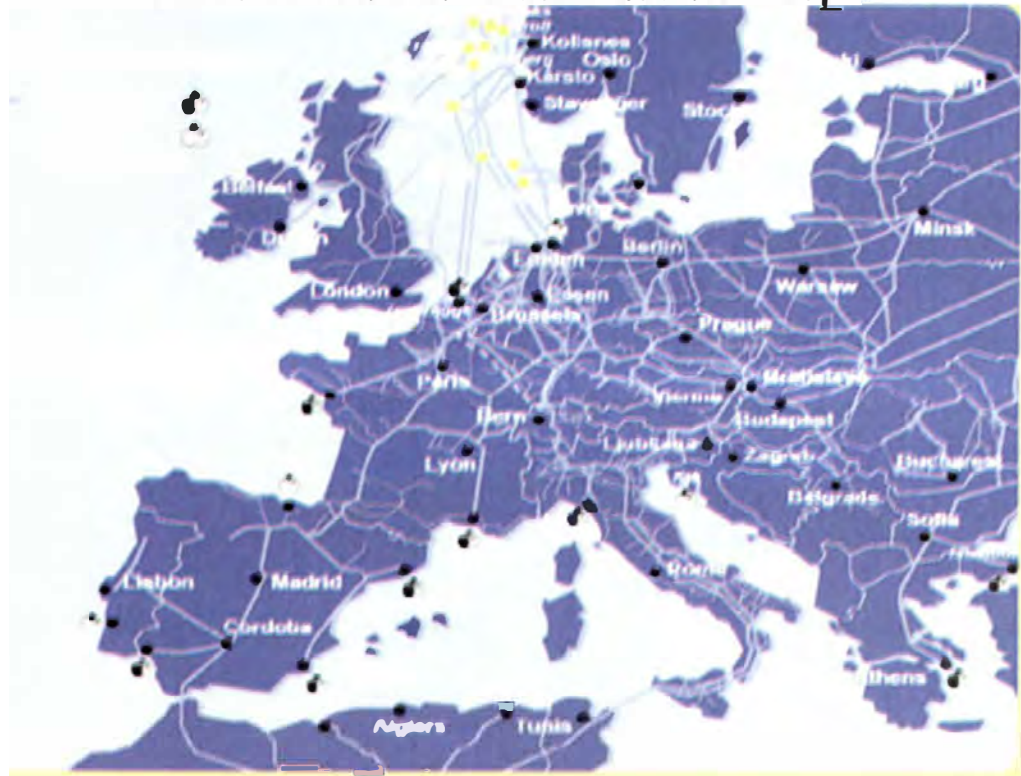 Kollsnes
Oslo
Karsto
Stavanger
Belfast
Berlin
Minsk
Emden
London
Essen
Warsaw
Brussels
Prague
Paris
Vienna
Bratislava
Bern
Budapest
Ljubljana
Lyon
Zagreb
Bucharest
Belgrade
Sofia
Lisbon
Madrid
Rome
Cordoba
Athens
Algiers
Tunis